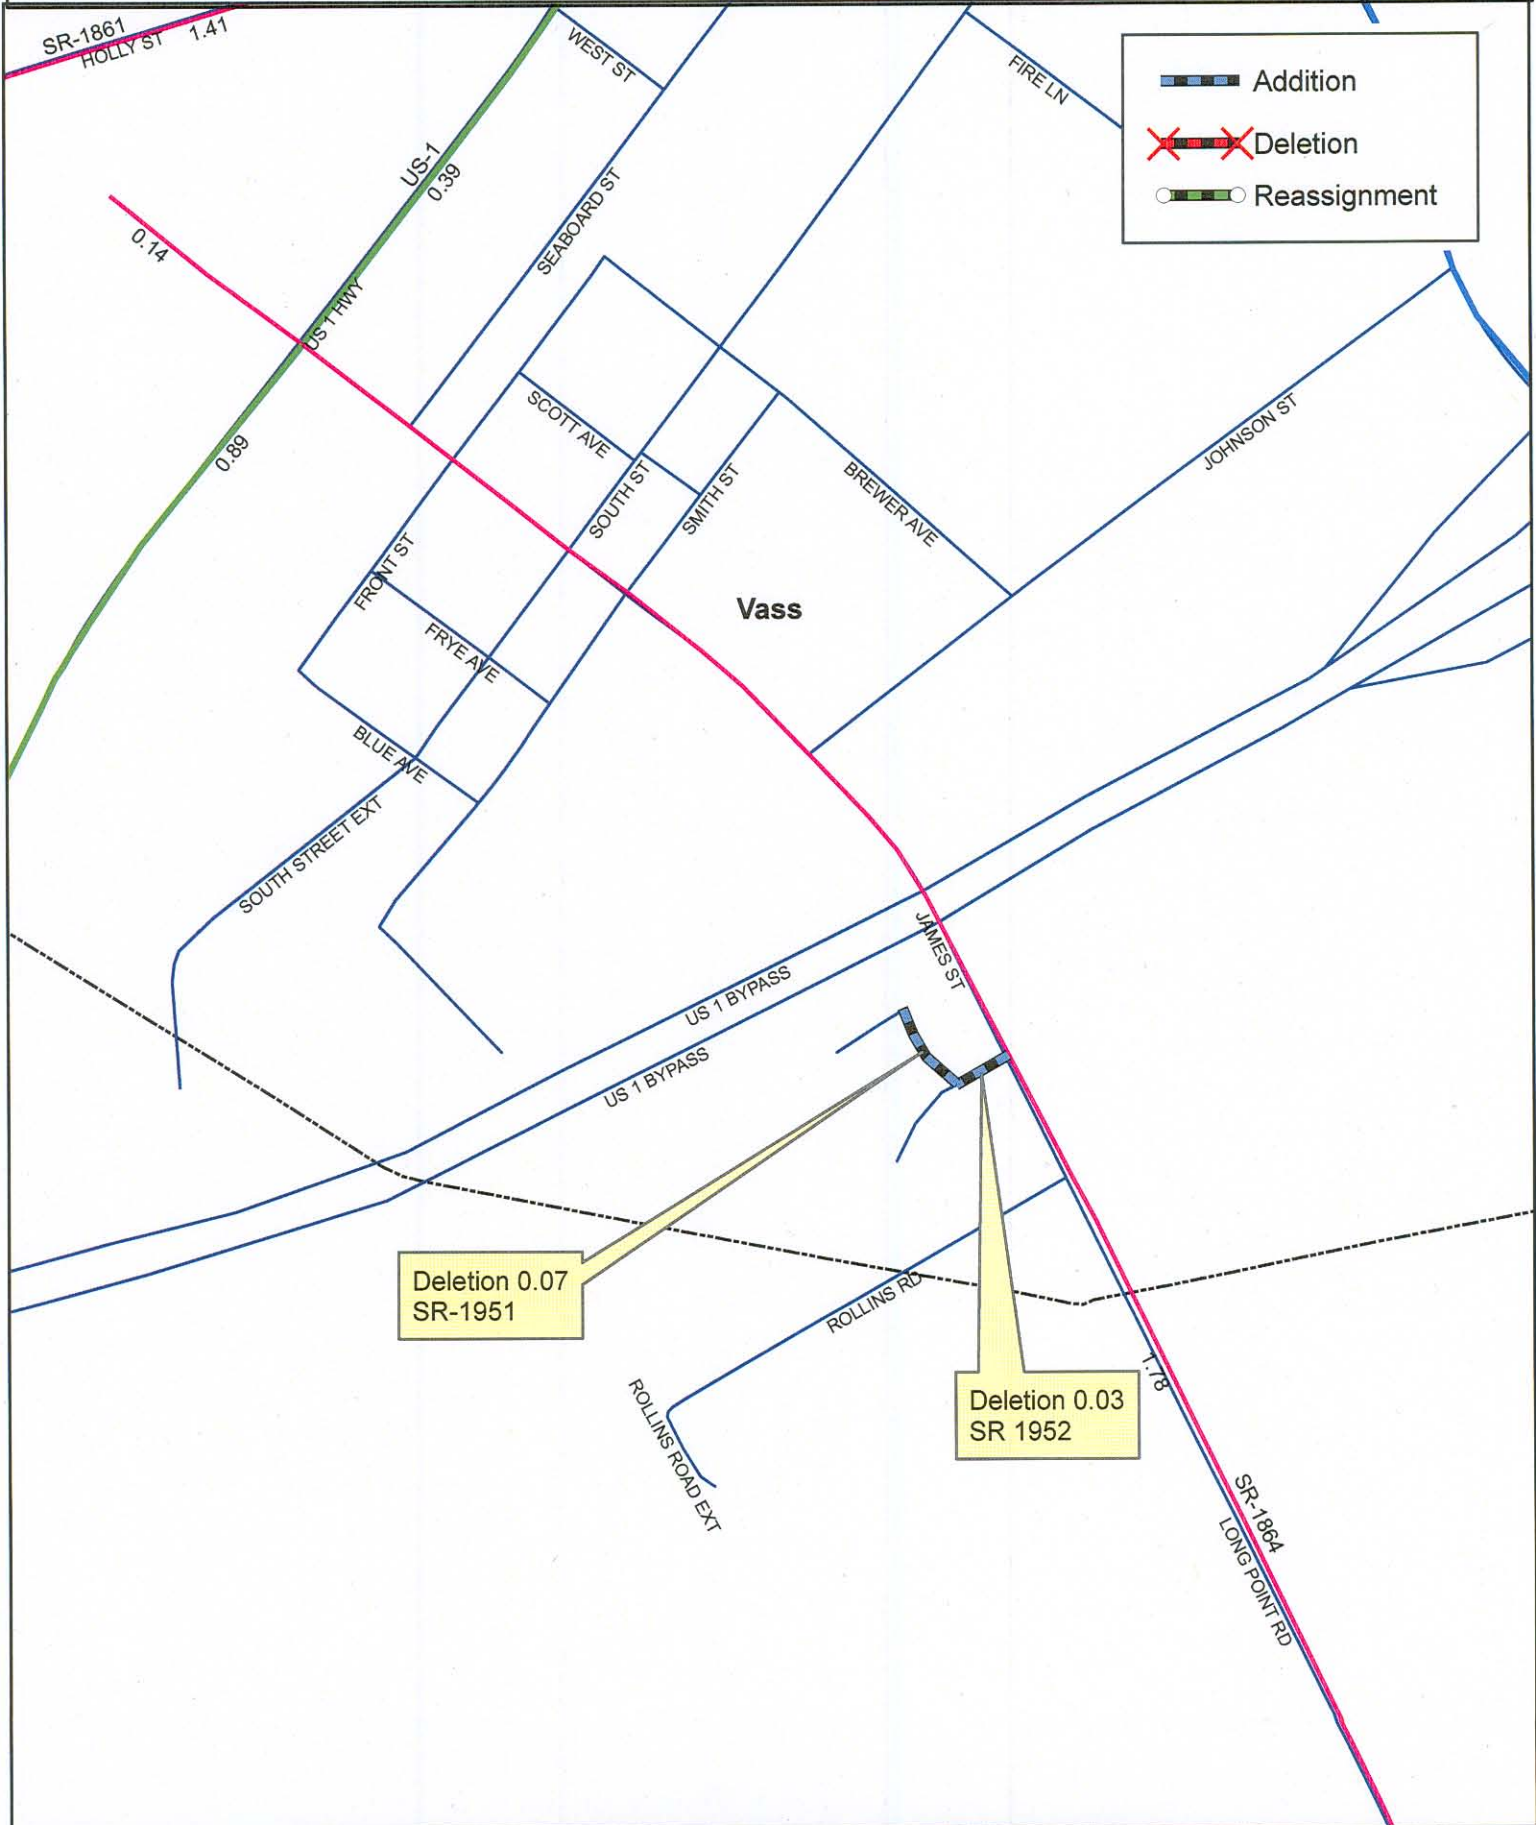 SR-1861
HOLLY ST
1.41
WEST ST
FIRE LN
Addition
Deletion
Reassignment
US-1
0.39
SEABOARD ST
0.14
US 1 HWY
0.89
SCOTT AVE
SOUTH ST
SMITH ST
BREWER AVE
JOHNSON ST
FRONT ST
FRYE AVE
Vass
BLUE AVE
SOUTH STREET EXT
JAMES ST
US 1 BYPASS
US 1 BYPASS
Deletion 0.07
SR-1951
ROLLINS RD
1.78
Deletion 0.03
SR 1952
ROLLINS ROAD EXT
SR-1864
LONG POINT RD